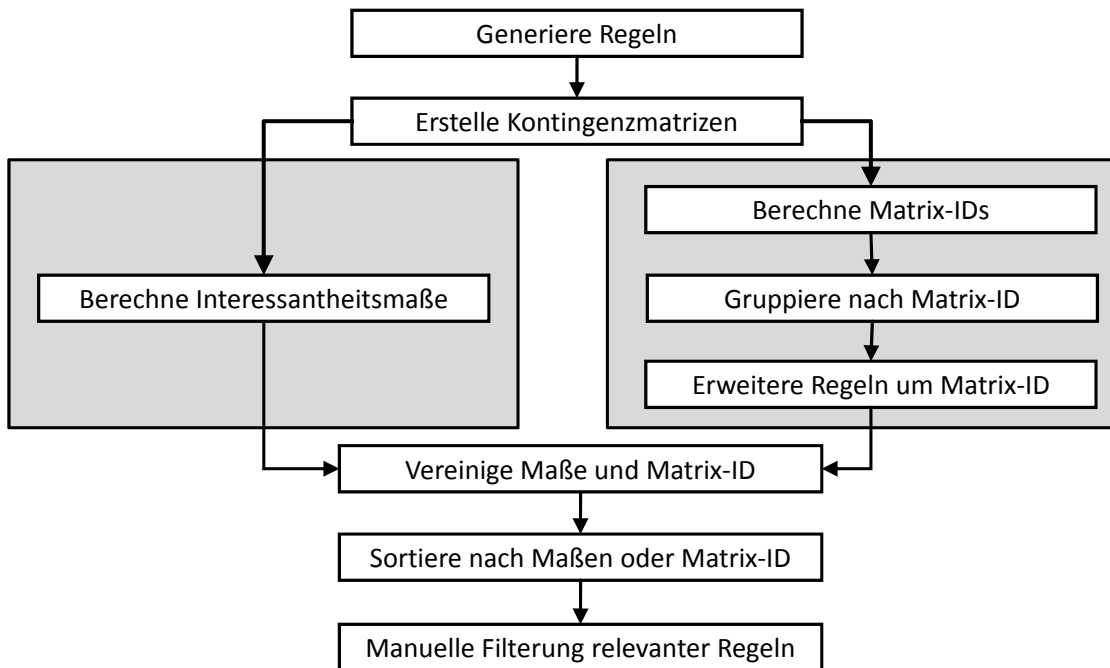 Generiere Regeln
Erstelle Kontingenzmatrizen
Berechne Interessantheitsmaße
Berechne Matrix-IDs
Gruppiere nach Matrix-ID
Erweitere Regeln um Matrix-ID
Vereinige Maße und Matrix-ID
Sortiere nach Maßen oder Matrix-ID
Manuelle Filterung relevanter Regeln